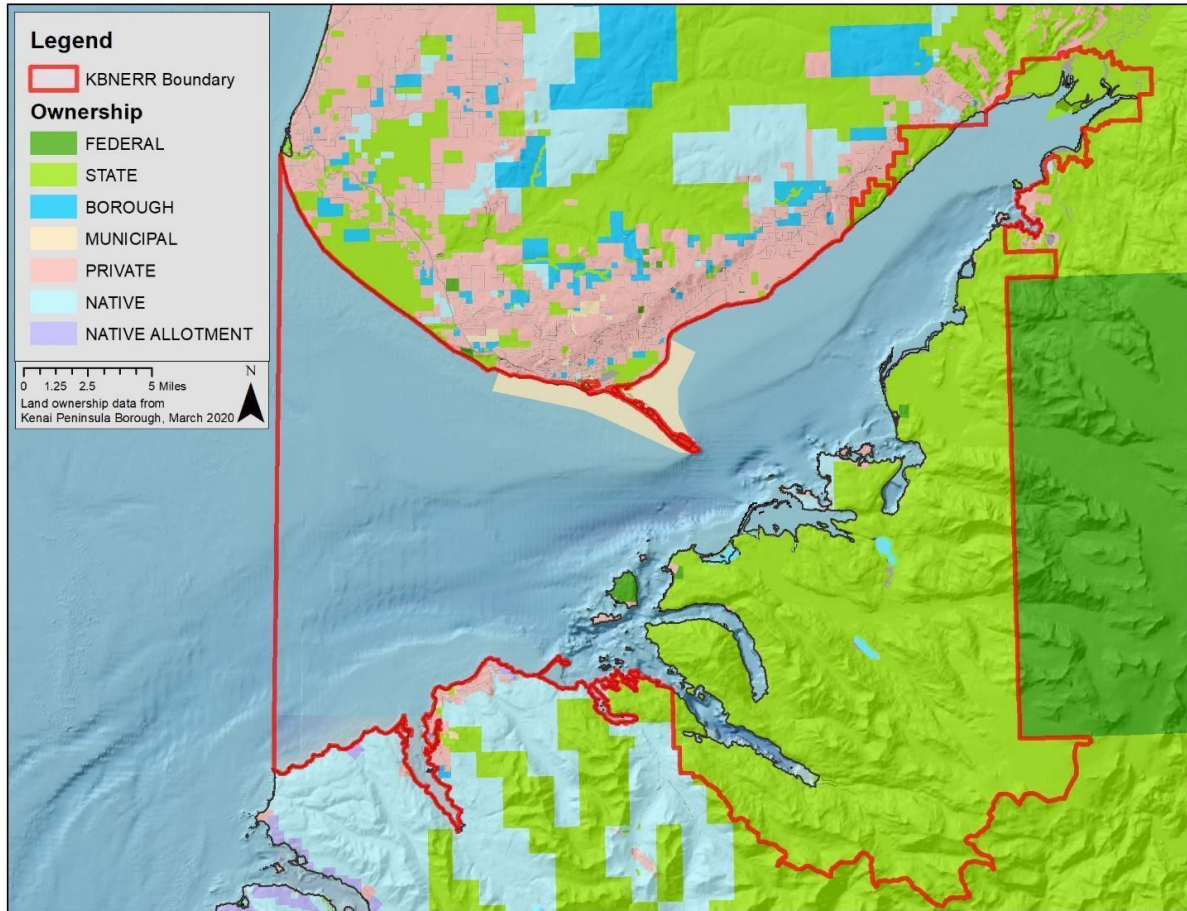 Legend
KBNERR Boundary
Ownership
FEDERAL
STATE
BOROUGH
MUNICIPAL
PRIVATE
NATIVE
NATIVE ALLOTMENT
N
0 1.25 2.5 5 Miles
Land ownership data from
Kenai Peninsula Borough, March 2020